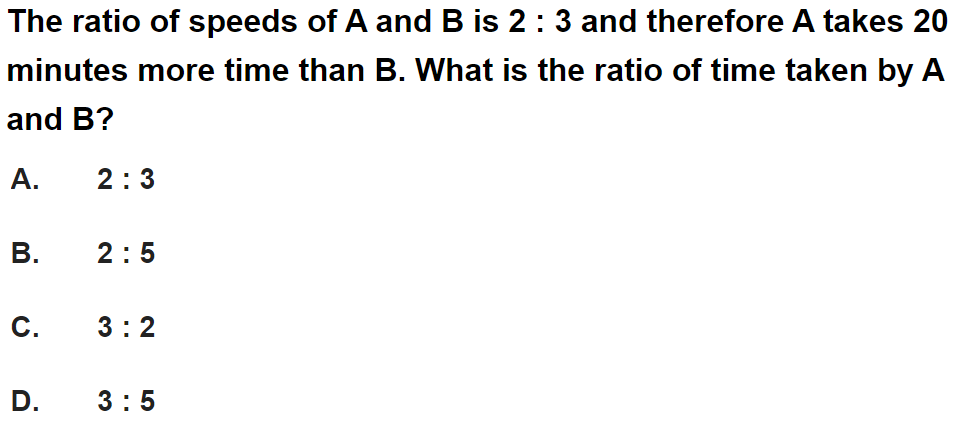 The ratio of speeds of A and B is 2 : 3 and therefore A takes 20
minutes more time than B. What is the ratio of time taken by A
and B?
A. 2 : 3
B. 2 : 5
C. 3 : 2
D. 3 : 5